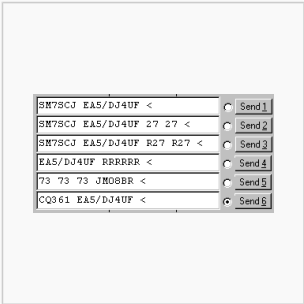 SM7SCJ EA5/DJ4UF < Send 1
SM7SCJ EA5/DJ4UF 27 27 < Send 2
SM7SCJ EA5/DJ4UF R27 R27 < Send 3
EA5/DJ4UF RRRRRR < Send 4
73 73 73 JM08BR < Send 5
CQ361 EA5/DJ4UF < Send 6